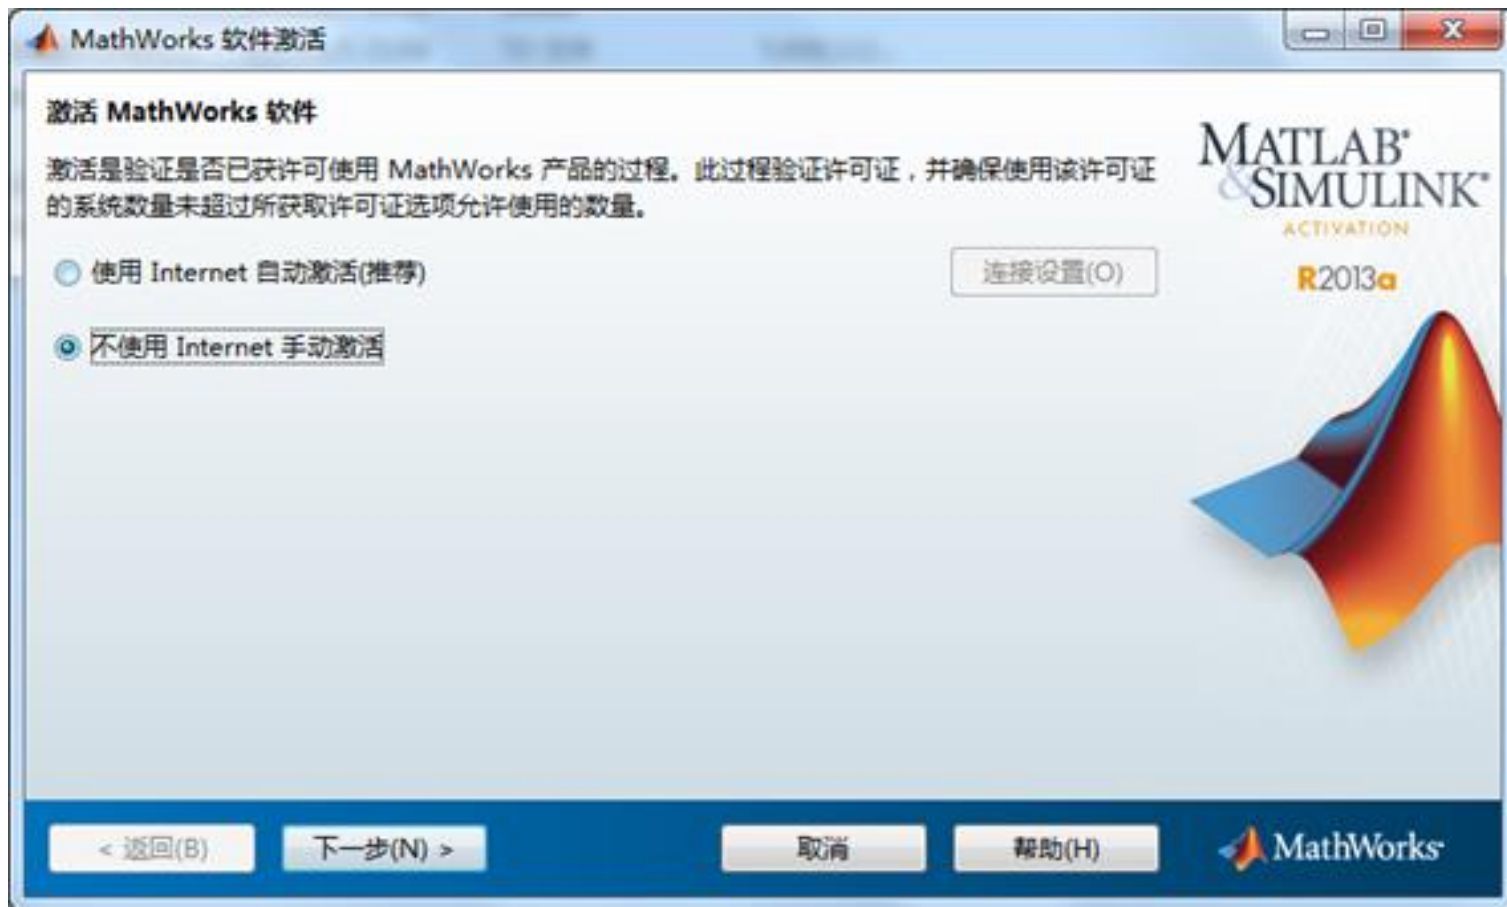 MathWorks 软件激活
激活 MathWorks 软件
激活是验证是否已获许可使用 MathWorks 产品的过程。此过程验证许可证，并确保使用该许可证
的系统数量未超过所获取许可证选项允许使用的数量。
使用 Internet 自动激活(推荐)
连接设置(O)
不使用 Internet 手动激活
MATLAB®
&SIMULINK®
ACTIVATION
R2013a
< 返回(B)
下一步(N) >
取消
帮助(H)
MathWorks®